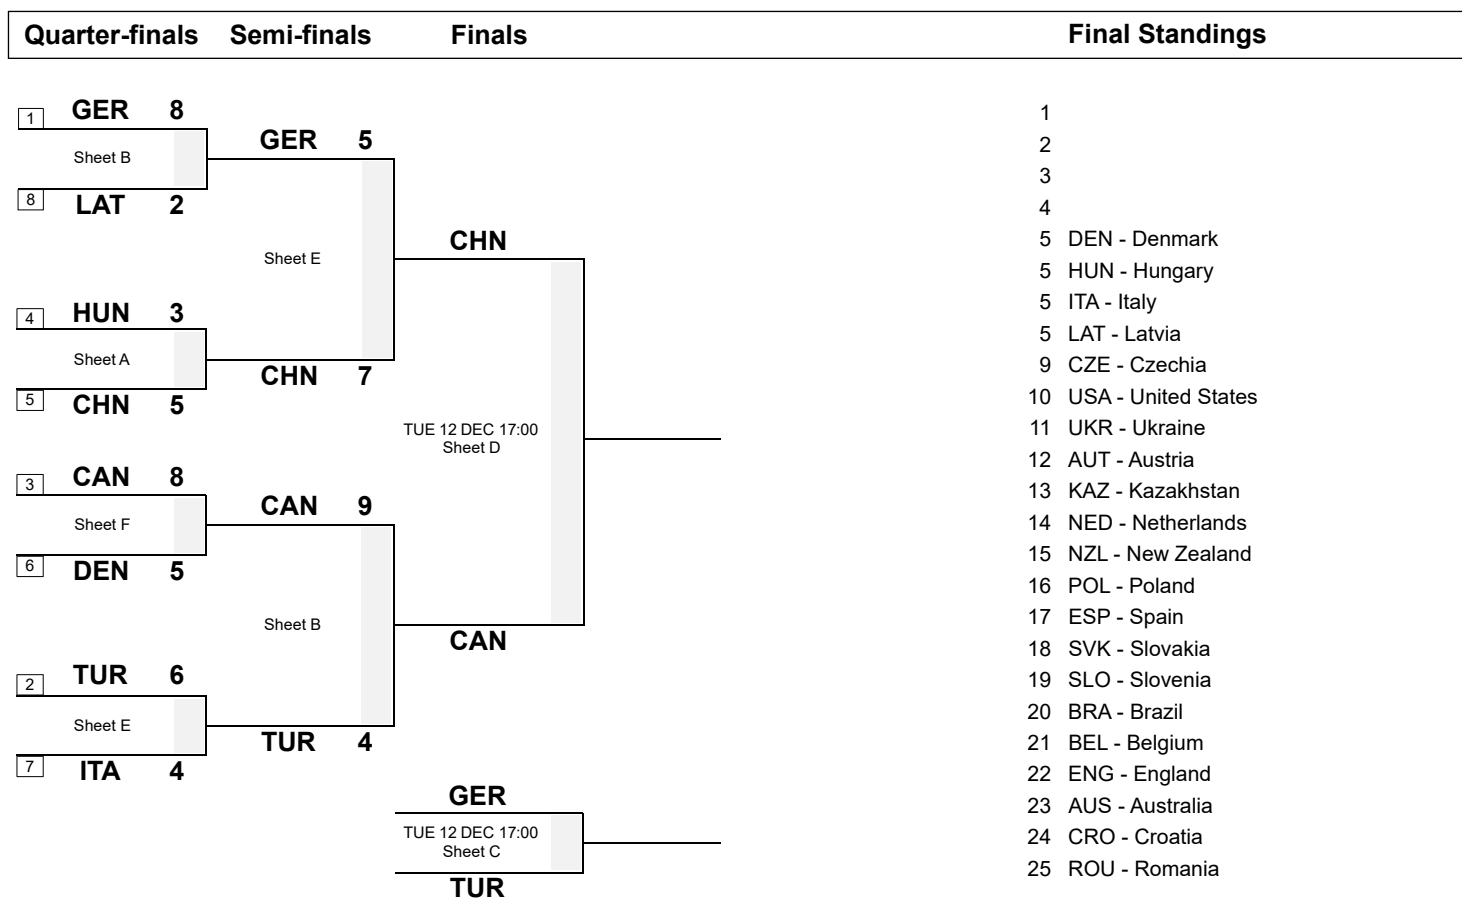 Quarter-finals Semi-finals Finals Final Standings
1 GER 8
Sheet B
8 LAT 2
4 HUN 3
Sheet A
5 CHN 5
3 CAN 8
Sheet F
6 DEN 5
2 TUR 6
Sheet E
7 ITA 4
GER 5
Sheet E
CHN 7
CAN 9
Sheet B
TUR 4
CHN
TUE 12 DEC 17:00
Sheet D
CAN
GER
TUE 12 DEC 17:00
Sheet C
TUR
1
2
3
4
5 DEN - Denmark
5 HUN - Hungary
5 ITA - Italy
5 LAT - Latvia
9 CZE - Czechia
10 USA - United States
11 UKR - Ukraine
12 AUT - Austria
13 KAZ - Kazakhstan
14 NED - Netherlands
15 NZL - New Zealand
16 POL - Poland
17 ESP - Spain
18 SVK - Slovakia
19 SLO - Slovenia
20 BRA - Brazil
21 BEL - Belgium
22 ENG - England
23 AUS - Australia
24 CRO - Croatia
25 ROU - Romania